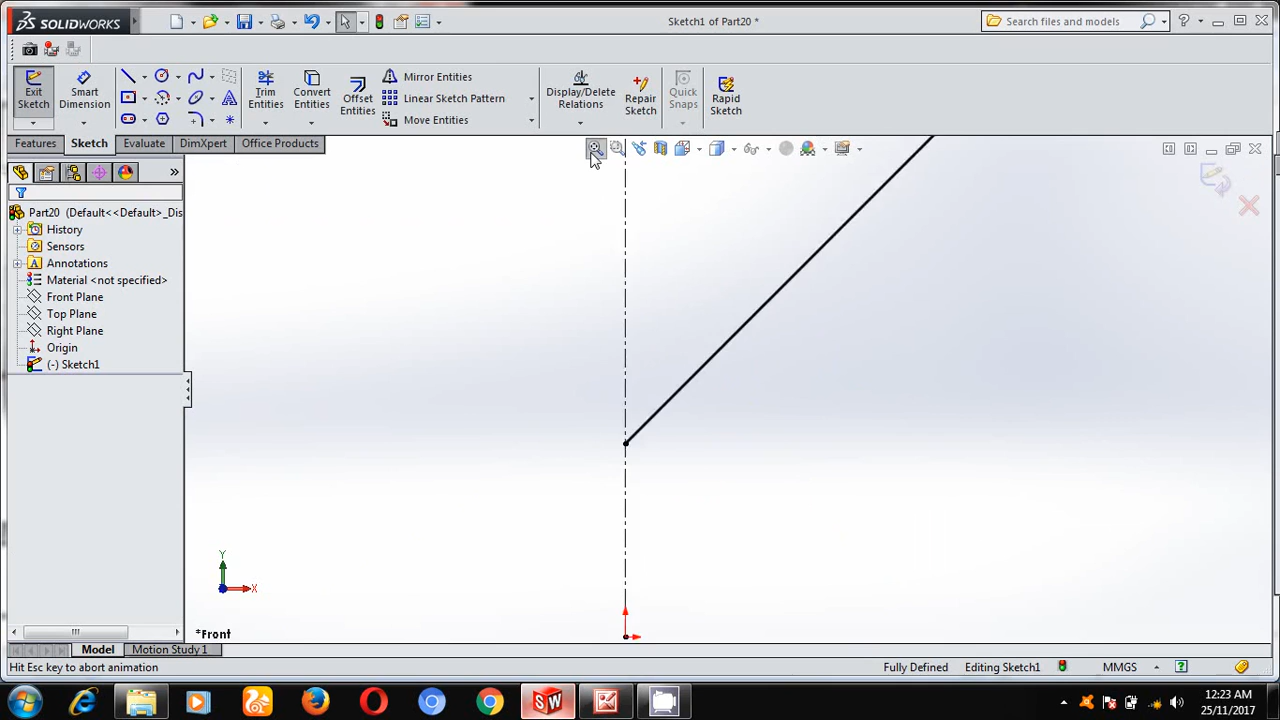 SOLIDWORKS
Sketch1 of Part20 *
Search files and models
Exit Sketch
Smart Dimension
Trim Entities
Convert Entities
Offset Entities
Mirror Entities
Linear Sketch Pattern
Move Entities
Display/Delete Relations
Repair Sketch
Quick Snaps
Rapid Sketch
Features
Sketch
Evaluate
DimXpert
Office Products
Part20 (Default<<Default>_Dis
History
Sensors
Annotations
Material <not specified>
Front Plane
Top Plane
Right Plane
Origin
(-) Sketch1
Y
X
*Front
Model
Motion Study 1
Hit Esc key to abort animation
Fully Defined
Editing Sketch1
MMGS
12:23 AM
25/11/2017